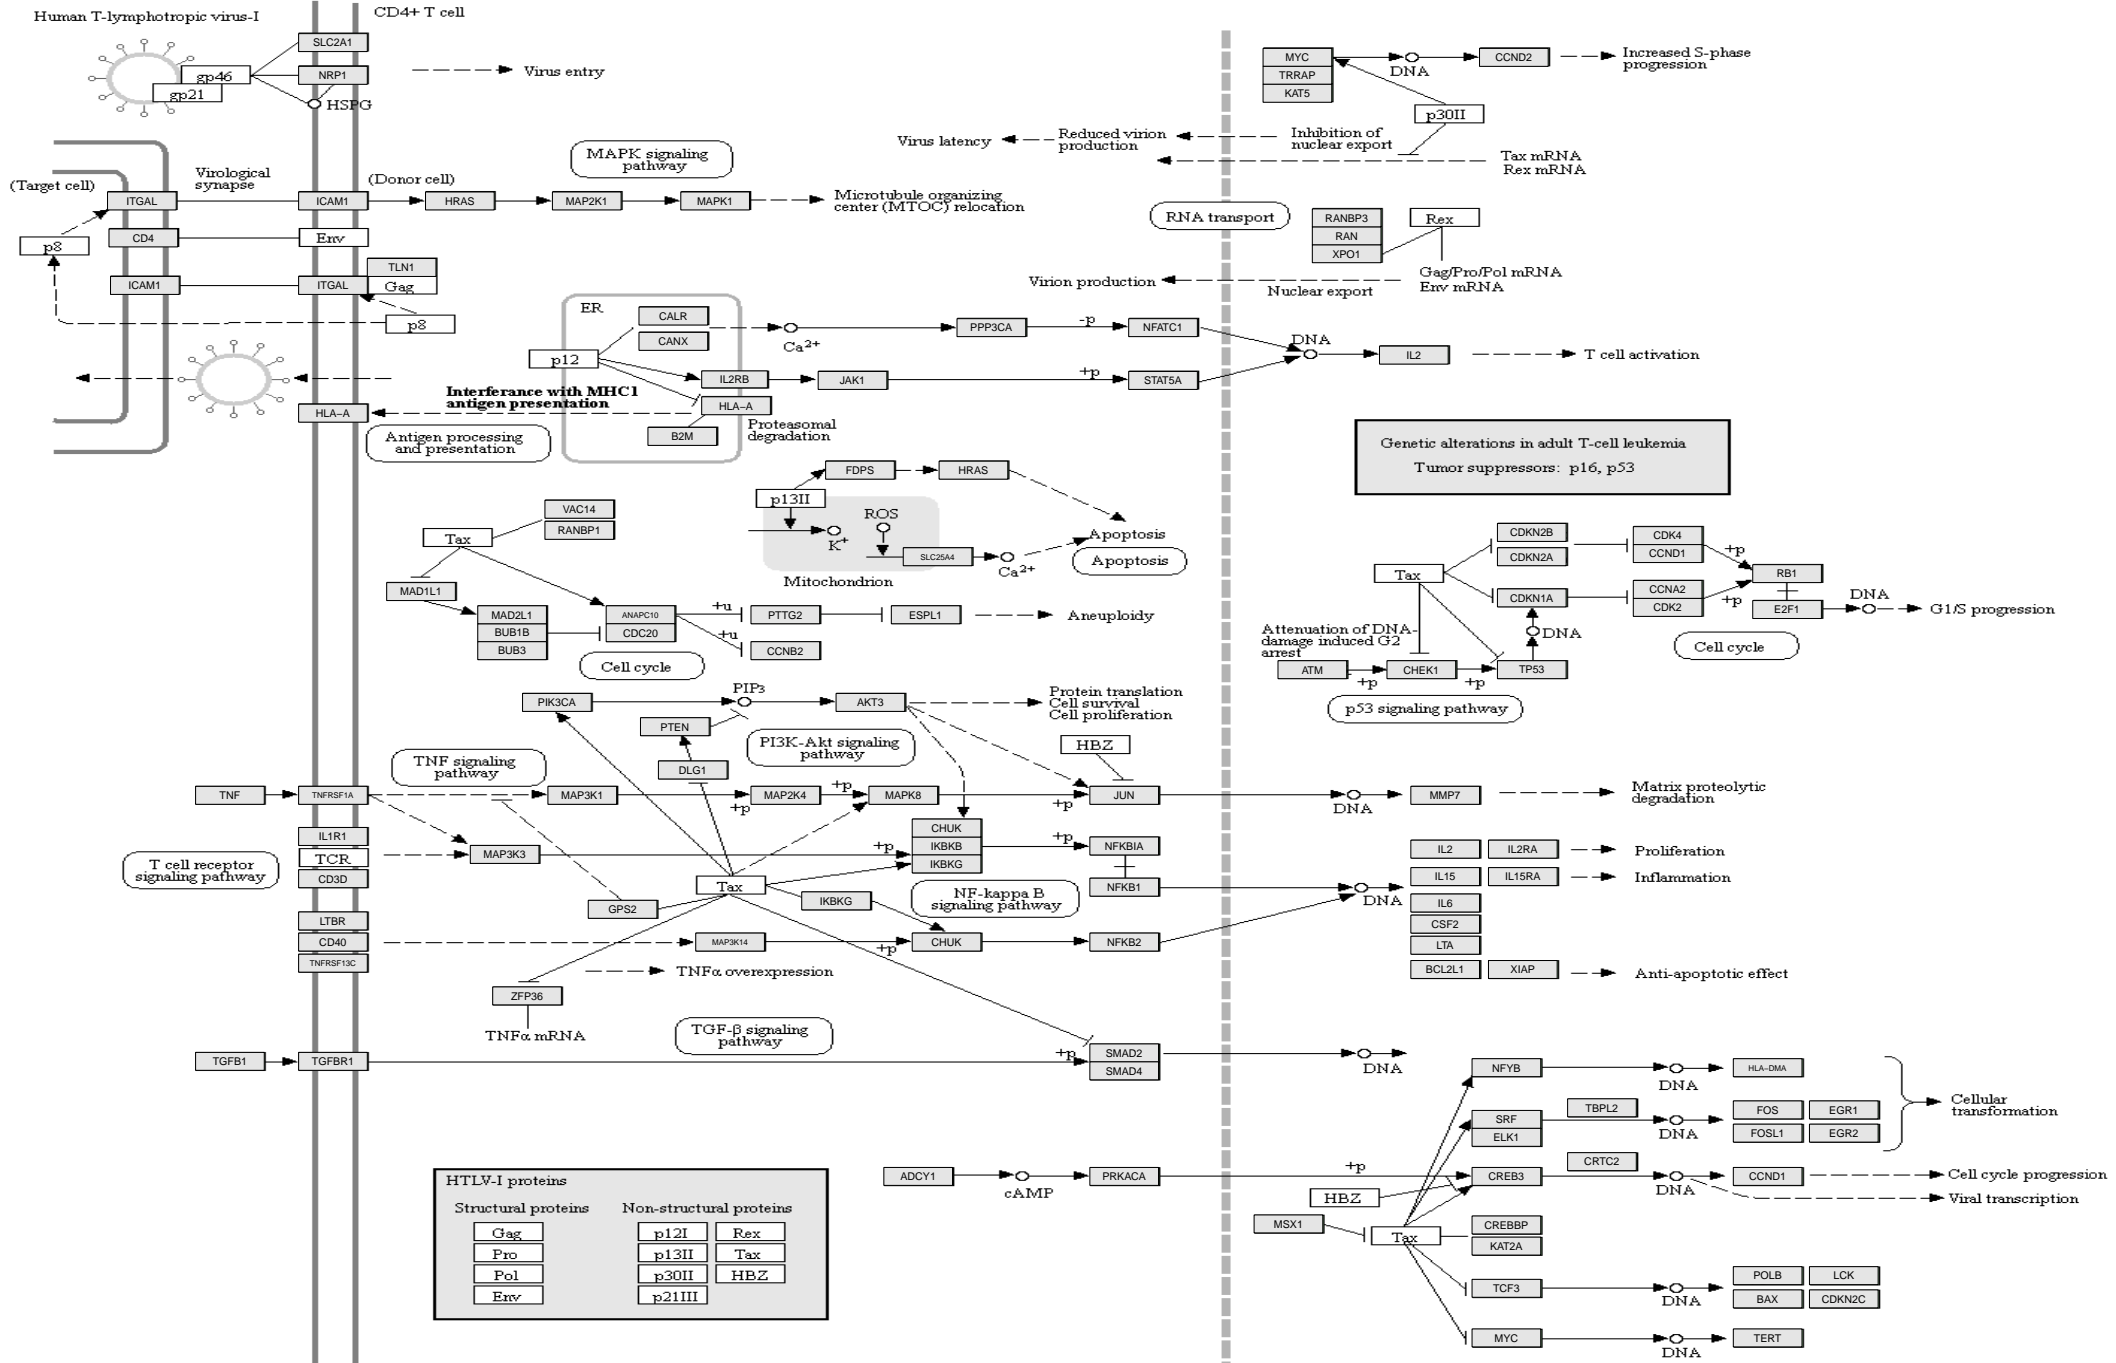 Human T-lymphotropic virus-I
CD4+ T cell
SLC2A1
gp46
NRP1
gp21
HSPG
Virus entry
MYC
TRRAP
KAT5
DNA
CCND2
Increased S-phase
progression
p30II
Virus latency
Reduced virion
production
Inhibition of
nuclear export
Tax mRNA
Rex mRNA
MAPK signaling
pathway
(Target cell)
Virological
synapse
(Donor cell)
ITGAL
ICAM1
HRAS
MAP2K1
MAPK1
Microtubule organizing
center (MTOC) relocation
RNA transport
RANBP3
RAN
XPO1
Rex
p8
CD4
Env
TLN1
ICAM1
ITGAL
Gag
p8
Gag/Pro/Pol mRNA
Env mRNA
Virion production
Nuclear export
ER
CALR
CANX
Ca2+
PPP3CA
-p
NFATC1
DNA
IL2
T cell activation
p12
IL2RB
JAK1
+p
STAT5A
Interferance with MHC1
antigen presentation
HLA-A
HLA-A
B2M
Proteasomal
degradation
Antigen processing
and presentation
Genetic alterations in adult T-cell leukemia
Tumor suppressors: p16, p53
FDPS
HRAS
p13II
ROS
K+
SLC25A4
Ca2+
Mitochondrion
Apoptosis
Apoptosis
VAC14
RANBP1
Tax
MAD1L1
MAD2L1
BUB1B
BUB3
ANAPC10
CDC20
+u
PTTG2
ESPL1
Aneuploidy
+u
CCNB2
Cell cycle
CDKN2B
CDKN2A
CDK4
CCND1
+p
Tax
RB1
CDKN1A
CCNA2
CDK2
+p
E2F1
DNA
G1/S progression
DNA
Attenuation of DNA-
damage induced G2
arrest
ATM
+p
CHEK1
+p
TP53
Cell cycle
p53 signaling pathway
PIK3CA
PIP3
AKT3
Protein translation
Cell survival
Cell proliferation
PTEN
PI3K-Akt signaling
pathway
HBZ
DLG1
TNF signaling
pathway
TNF
TNFRSF1A
MAP3K1
+p
MAP2K4
+p
MAPK8
+p
JUN
DNA
MMP7
Matrix proteolytic
degradation
IL1R1
TCR
CD3D
T cell receptor
signaling pathway
MAP3K3
+p
CHUK
IKBKB
IKBKG
+p
NFKBIA
NFKB1
DNA
IL2
IL2RA
Proliferation
IL15
IL15RA
Inflammation
IL6
CSF2
LTA
BCL2L1
XIAP
Anti-apoptotic effect
Tax
GPS2
IKBKG
NF-kappa B
signaling pathway
LTBR
CD40
TNFRSF13C
MAP3K14
+p
CHUK
NFKB2
TNFα overexpression
ZFP36
TNFα mRNA
TGF-β signaling
pathway
TGFB1
TGFBR1
+p
SMAD2
SMAD4
DNA
NFYB
DNA
HLA-DMA
SRF
ELK1
TBPL2
DNA
FOS
EGR1
FOSL1
EGR2
Cellular
transformation
ADCY1
cAMP
PRKACA
+p
CREB3
CRTC2
DNA
CCND1
Cell cycle progression
Viral transcription
HBZ
MSX1
Tax
CREBBP
KAT2A
TCF3
DNA
POLB
LCK
BAX
CDKN2C
MYC
DNA
TERT
HTLV-I proteins
Structural proteins
Non-structural proteins
Gag
p12I
Rex
Pro
p13II
Tax
Pol
p30II
HBZ
Env
p21III